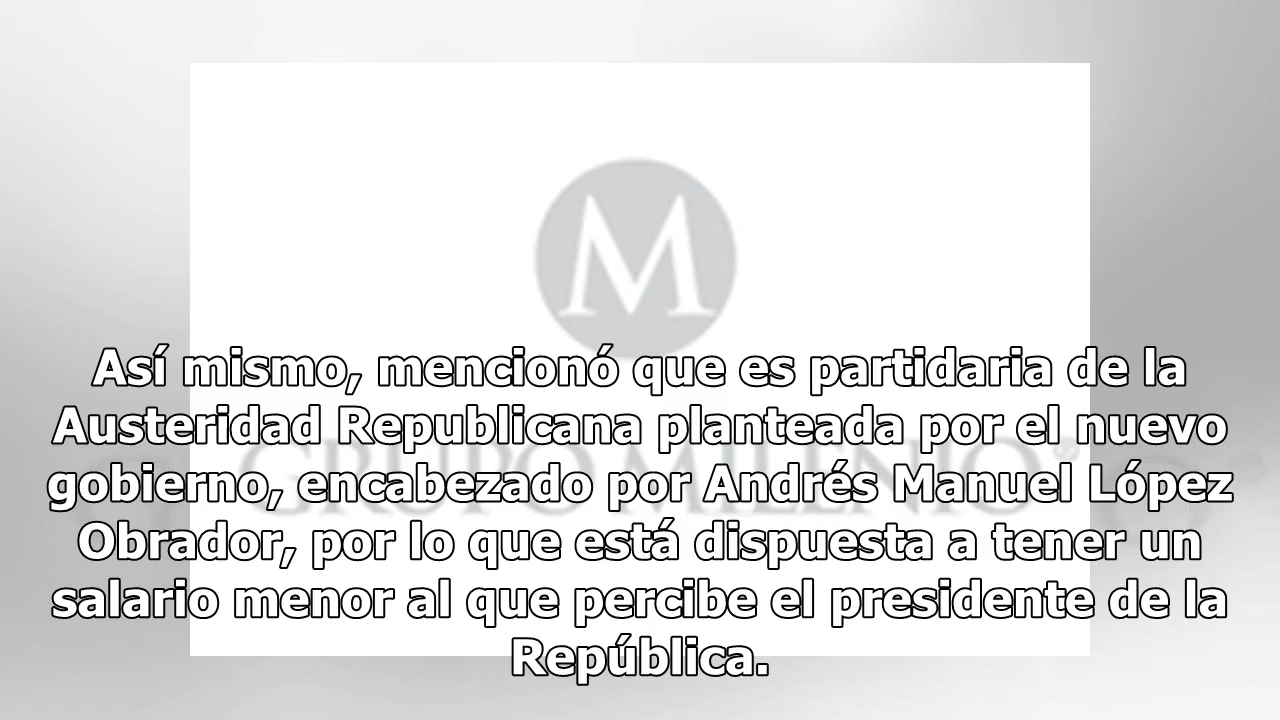 M
GRUPO MILENIO
Así mismo, mencionó que es partidaria de la
Austeridad Republicana planteada por el nuevo
gobierno, encabezado por Andrés Manuel López
Obrador, por lo que está dispuesta a tener un
salario menor al que percibe el presidente de la
República.